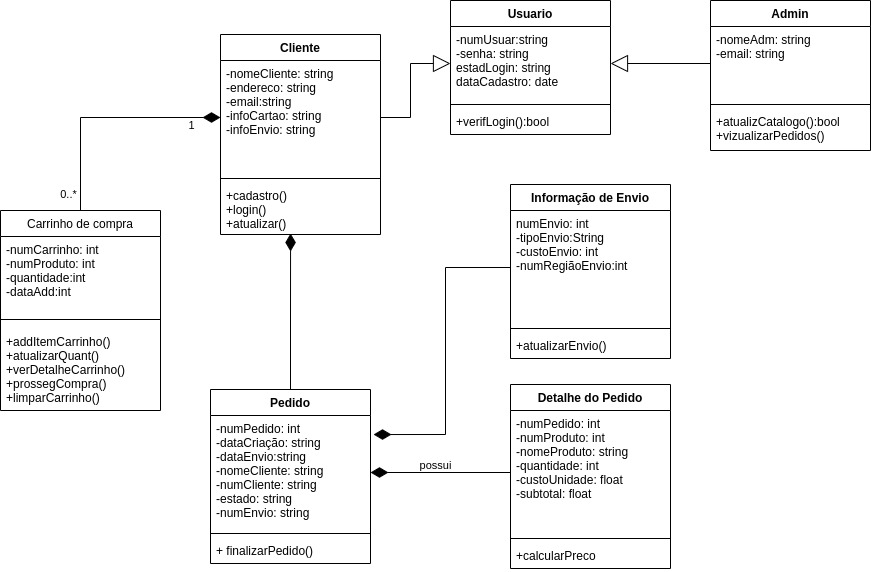 Usuario
-numUsuar:string
-senha: string
estadLogin: string
dataCadastro: date
+verifLogin():bool
Admin
-nomeAdm: string
-email: string
+atualizCatalogo():bool
+vizualizarPedidos()
Cliente
-nomeCliente: string
-endereco: string
-email:string
-infoCartao: string
-infoEnvio: string
+cadastro()
+login()
+atualizar()
1
0..*
Carrinho de compra
-numCarrinho: int
-numProduto: int
-quantidade:int
-dataAdd:int
+addItemCarrinho()
+atualizarQuant()
+verDetalheCarrinho()
+prossegCompra()
+limparCarrinho()
Informação de Envio
numEnvio: int
-tipoEnvio:String
-custoEnvio: int
-numRegiãoEnvio:int
+atualizarEnvio()
Pedido
-numPedido: int
-dataCriação: string
-dataEnvio:string
-nomeCliente: string
-numCliente: string
-estado: string
-numEnvio: string
+ finalizarPedido()
possui
Detalhe do Pedido
-numPedido: int
-numProduto: int
-nomeProduto: string
-quantidade: int
-custoUnidade: float
-subtotal: float
+calcularPreco